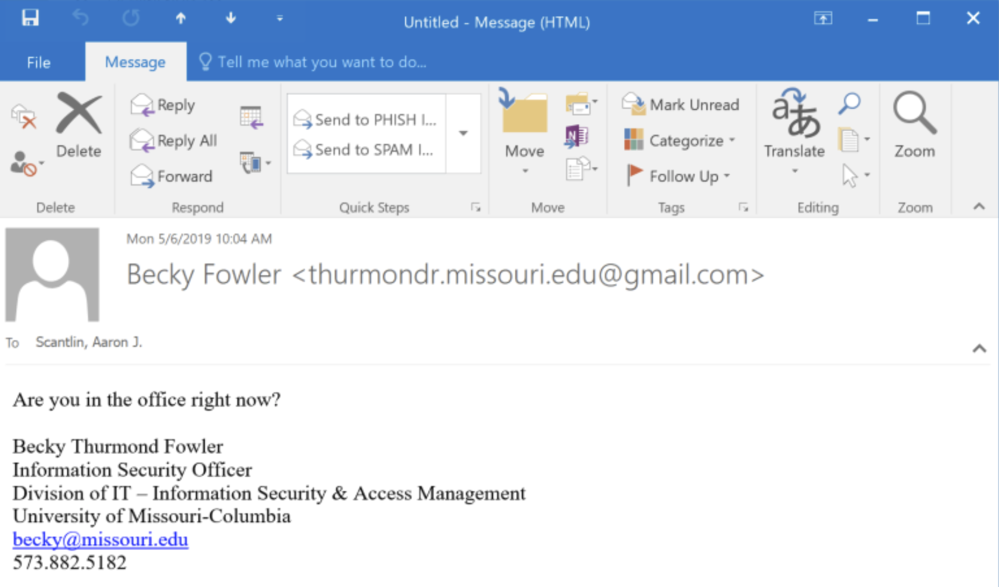 Untitled - Message (HTML)
File
Message
Tell me what you want to do...
Delete
Reply
Reply All
Forward
Send to PHISH I...
Send to SPAM I...
Move
Mark Unread
Categorize
Follow Up
Translate
Zoom
Delete
Respond
Quick Steps
Move
Tags
Editing
Zoom
Mon 5/6/2019 10:04 AM
Becky Fowler <thurmondr.missouri.edu@gmail.com>
To Scantlin, Aaron J.
Are you in the office right now?
Becky Thurmond Fowler
Information Security Officer
Division of IT – Information Security & Access Management
University of Missouri-Columbia
becky@missouri.edu
573.882.5182